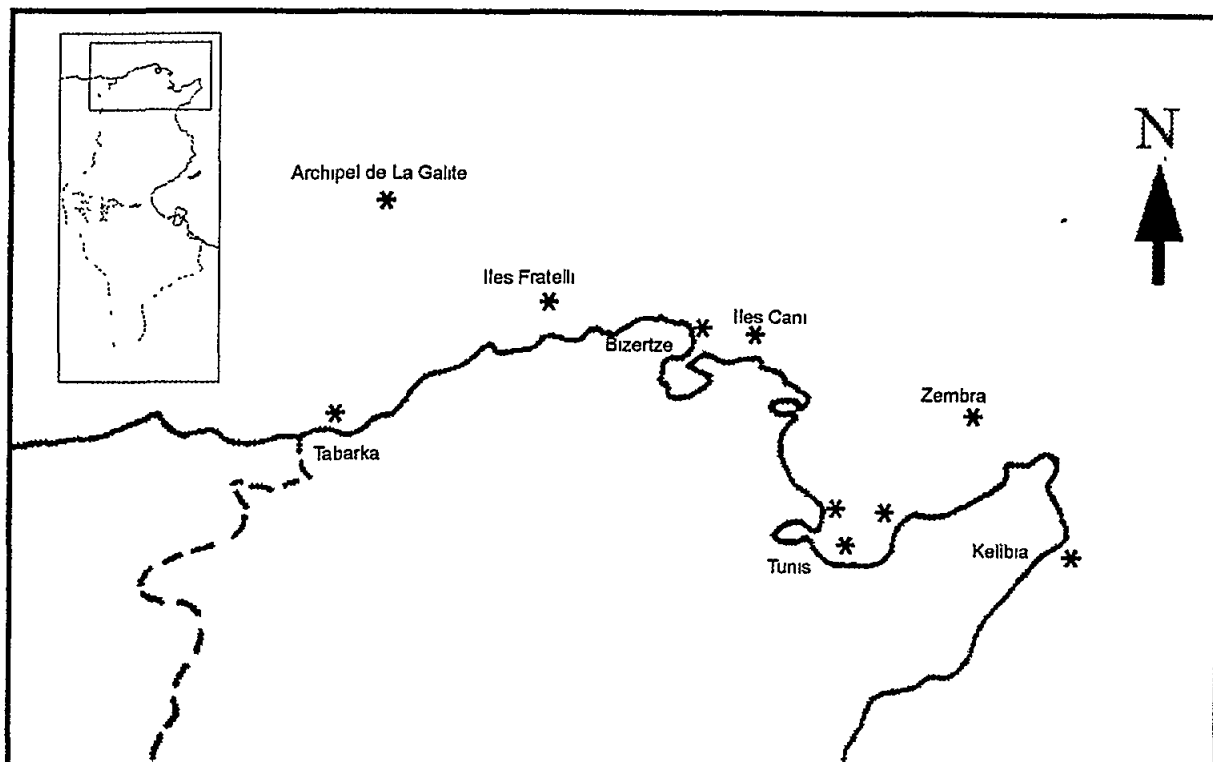 N
Archipel de La Galite
Iles Fratelli
Iles Cani
Bizertze
Zembra
Tabarka
Kelibia
Tunis